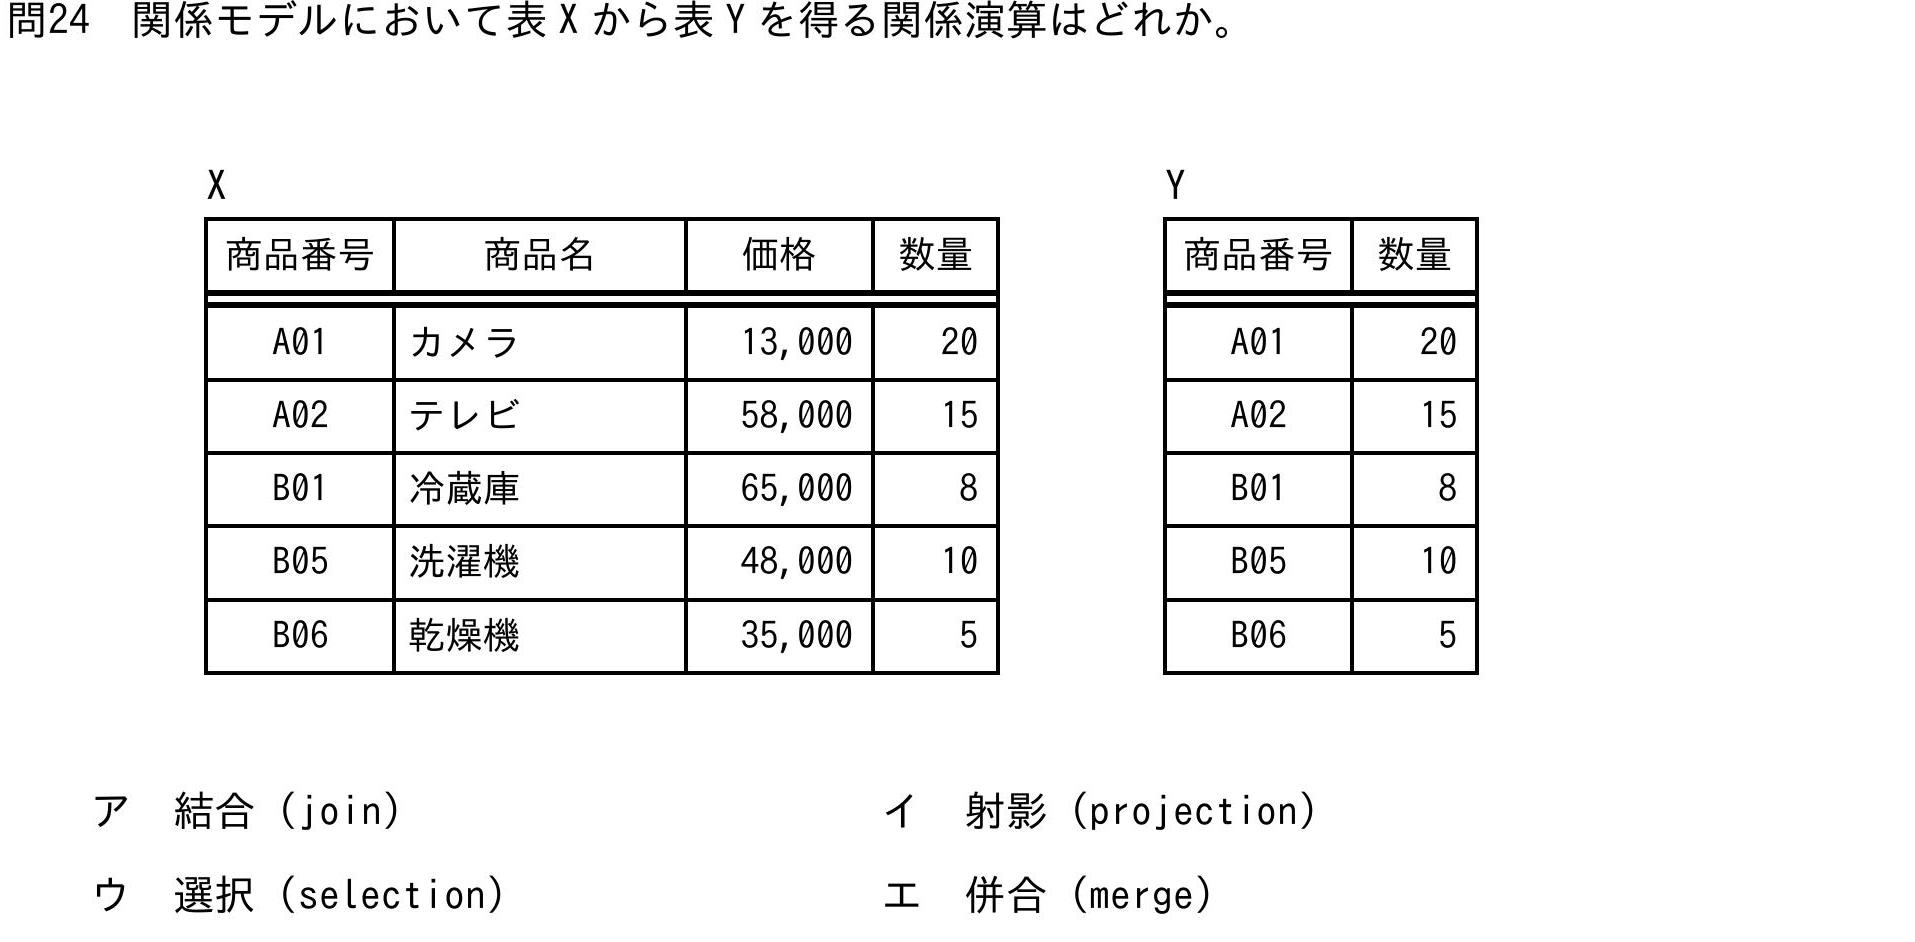 問24 関係モデルにおいて表 X から表 Y を得る関係演算はどれか。
X
商品番号 商品名 価格 数量
A01 カメラ 13,000 20
A02 テレビ 58,000 15
B01 冷蔵庫 65,000 8
B05 洗濯機 48,000 10
B06 乾燥機 35,000 5
Y
商品番号 数量
A01 20
A02 15
B01 8
B05 10
B06 5
ア 結合（join） イ 射影（projection）
ウ 選択（selection） エ 併合（merge）